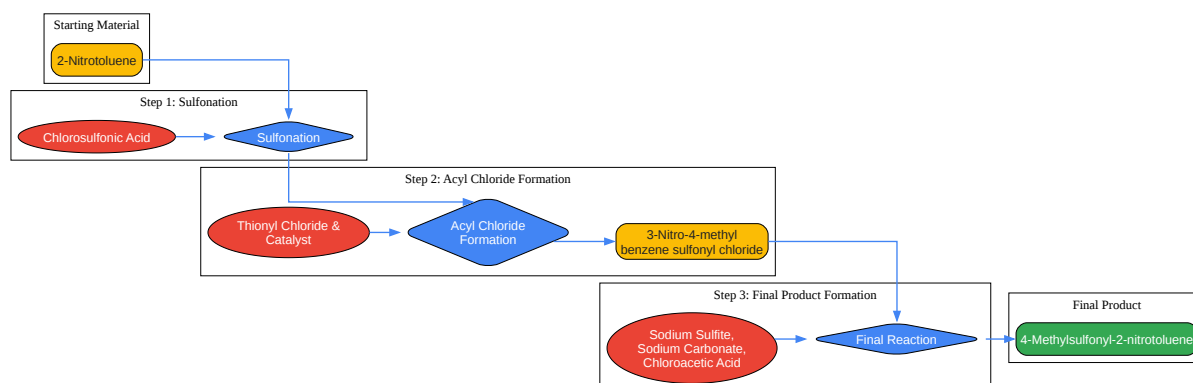 Starting Material
2-Nitrotoluene
Step 1: Sulfonation
Chlorosulfonic Acid
Sulfonation
Step 2: Acyl Chloride Formation
Thionyl Chloride &
Catalyst
Acyl Chloride
Formation
3-Nitro-4-methyl
benzene sulfonyl chloride
Step 3: Final Product Formation
Sodium Sulfite,
Sodium Carbonate,
Chloroacetic Acid
Final Reaction
Final Product
4-Methylsulfonyl-2-nitrotoluene